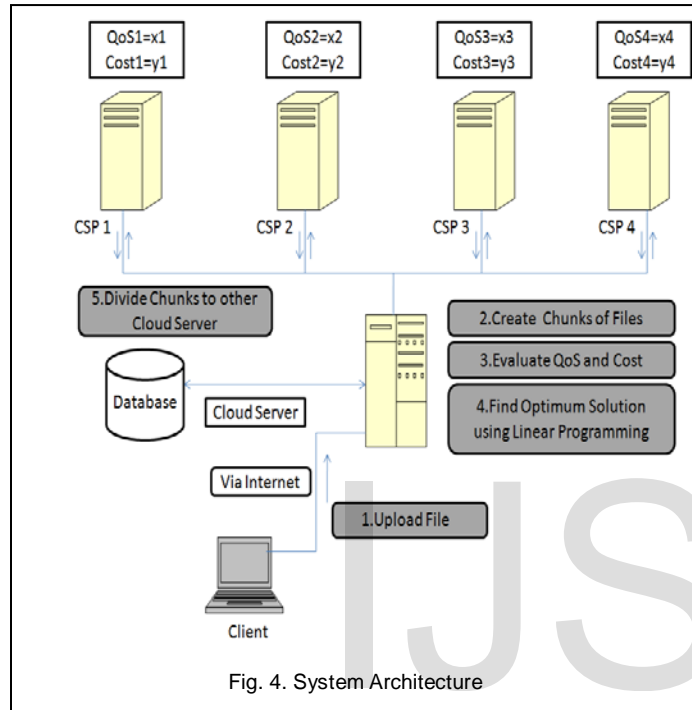 QoS1=x1
Cost1=y1
QoS2=x2
Cost2=y2
QoS3=x3
Cost3=y3
QoS4=x4
Cost4=y4
CSP 1
CSP 2
CSP 3
CSP 4
5.Divide Chunks to other
Cloud Server
2.Create Chunks of Files
3.Evaluate QoS and Cost
4.Find Optimum Solution
using Linear Programming
Database
Cloud Server
Via Internet
1.Upload File
Client
IJS
Fig. 4. System Architecture